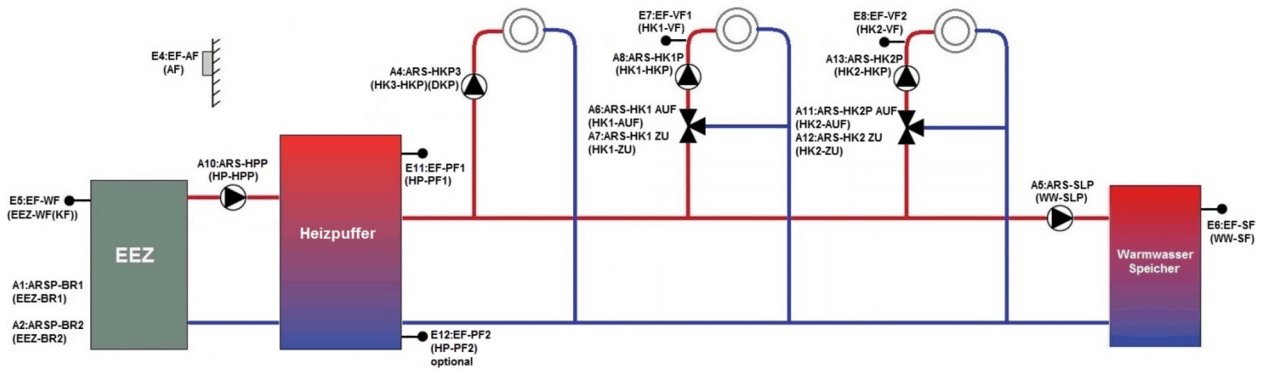 E4:EF-AF
(AF)
A4:ARS-HKP3
(HK3-HKP)(DKP)
E7:EF-VF1
(HK1-VF)
A8:ARS-HK1P
(HK1-HKP)
A6:ARS-HK1 AUF
(HK1-AUF)
A7:ARS-HK1 ZU
(HK1-ZU)
E8:EF-VF2
(HK2-VF)
A13:ARS-HK2P
(HK2-HKP)
A11:ARS-HK2P AUF
(HK2-AUF)
A12:ARS-HK2 ZU
(HK2-ZU)
A10:ARS-HPP
(HP-HPP)
E11:EF-PF1
(HP-PF1)
E5:EF-WF
(EEZ-WF(KF))
EEZ
Heizpuffer
A5:ARS-SLP
(WW-SLP)
E6:EF-SF
(WW-SF)
Warmwasser
Speicher
A1:ARSP-BR1
(EEZ-BR1)
A2:ARSP-BR2
(EEZ-BR2)
E12:EF-PF2
(HP-PF2)
optional